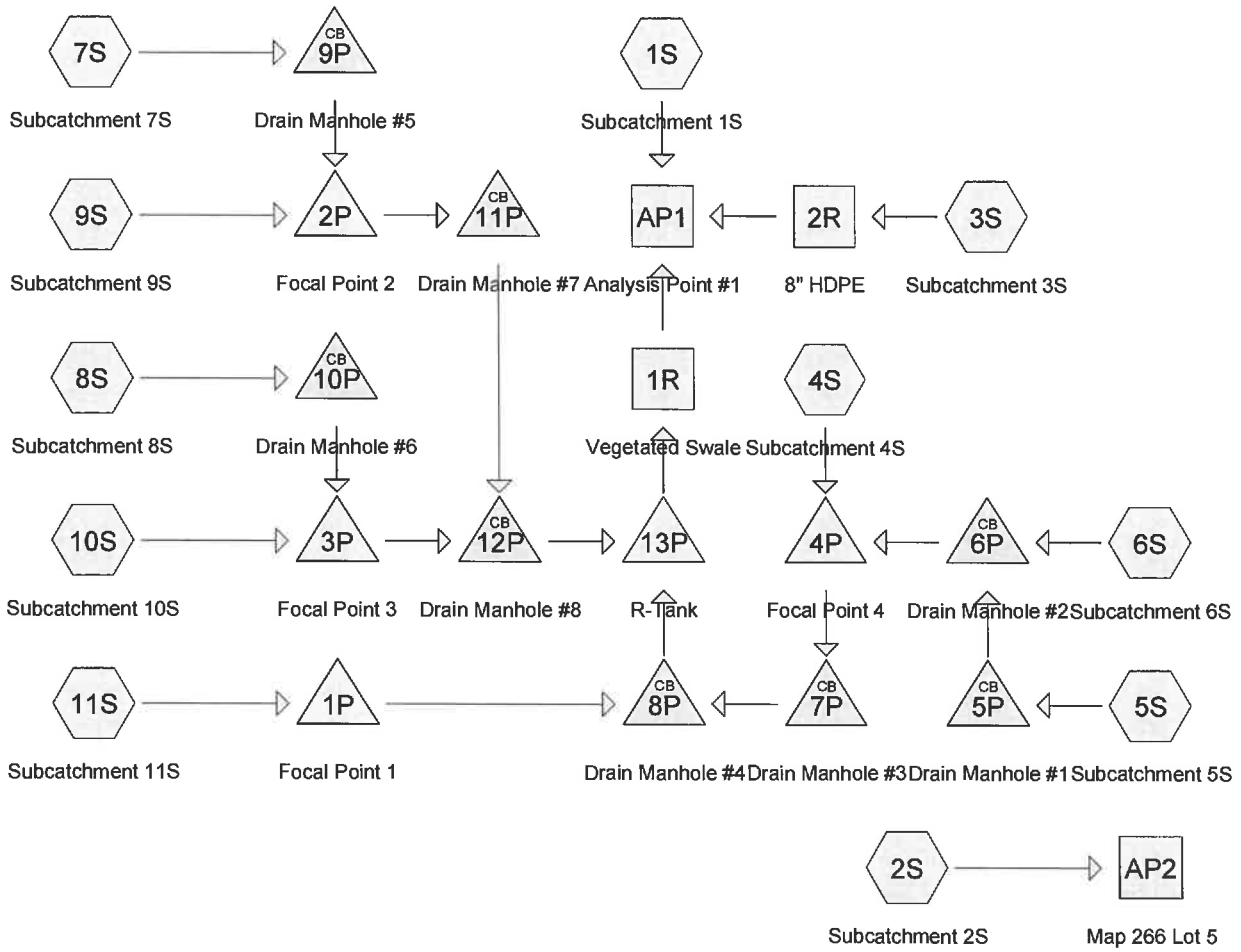 7S
CB
9P
1S
Subcatchment 7S
Drain Manhole #5
Subcatchment 1S
9S
2P
CB
11P
AP1
2R
3S
Subcatchment 9S
Focal Point 2
Drain Manhole #7
Analysis Point #1
8" HDPE
Subcatchment 3S
8S
CB
10P
1R
4S
Subcatchment 8S
Drain Manhole #6
Vegetated Swale
Subcatchment 4S
10S
3P
CB
12P
13P
4P
CB
6P
6S
Subcatchment 10S
Focal Point 3
Drain Manhole #8
R-Tank
Focal Point 4
Drain Manhole #2
Subcatchment 6S
11S
1P
CB
8P
CB
7P
CB
5P
5S
Subcatchment 11S
Focal Point 1
Drain Manhole #4
Drain Manhole #3
Drain Manhole #1
Subcatchment 5S
2S
AP2
Subcatchment 2S
Map 266 Lot 5